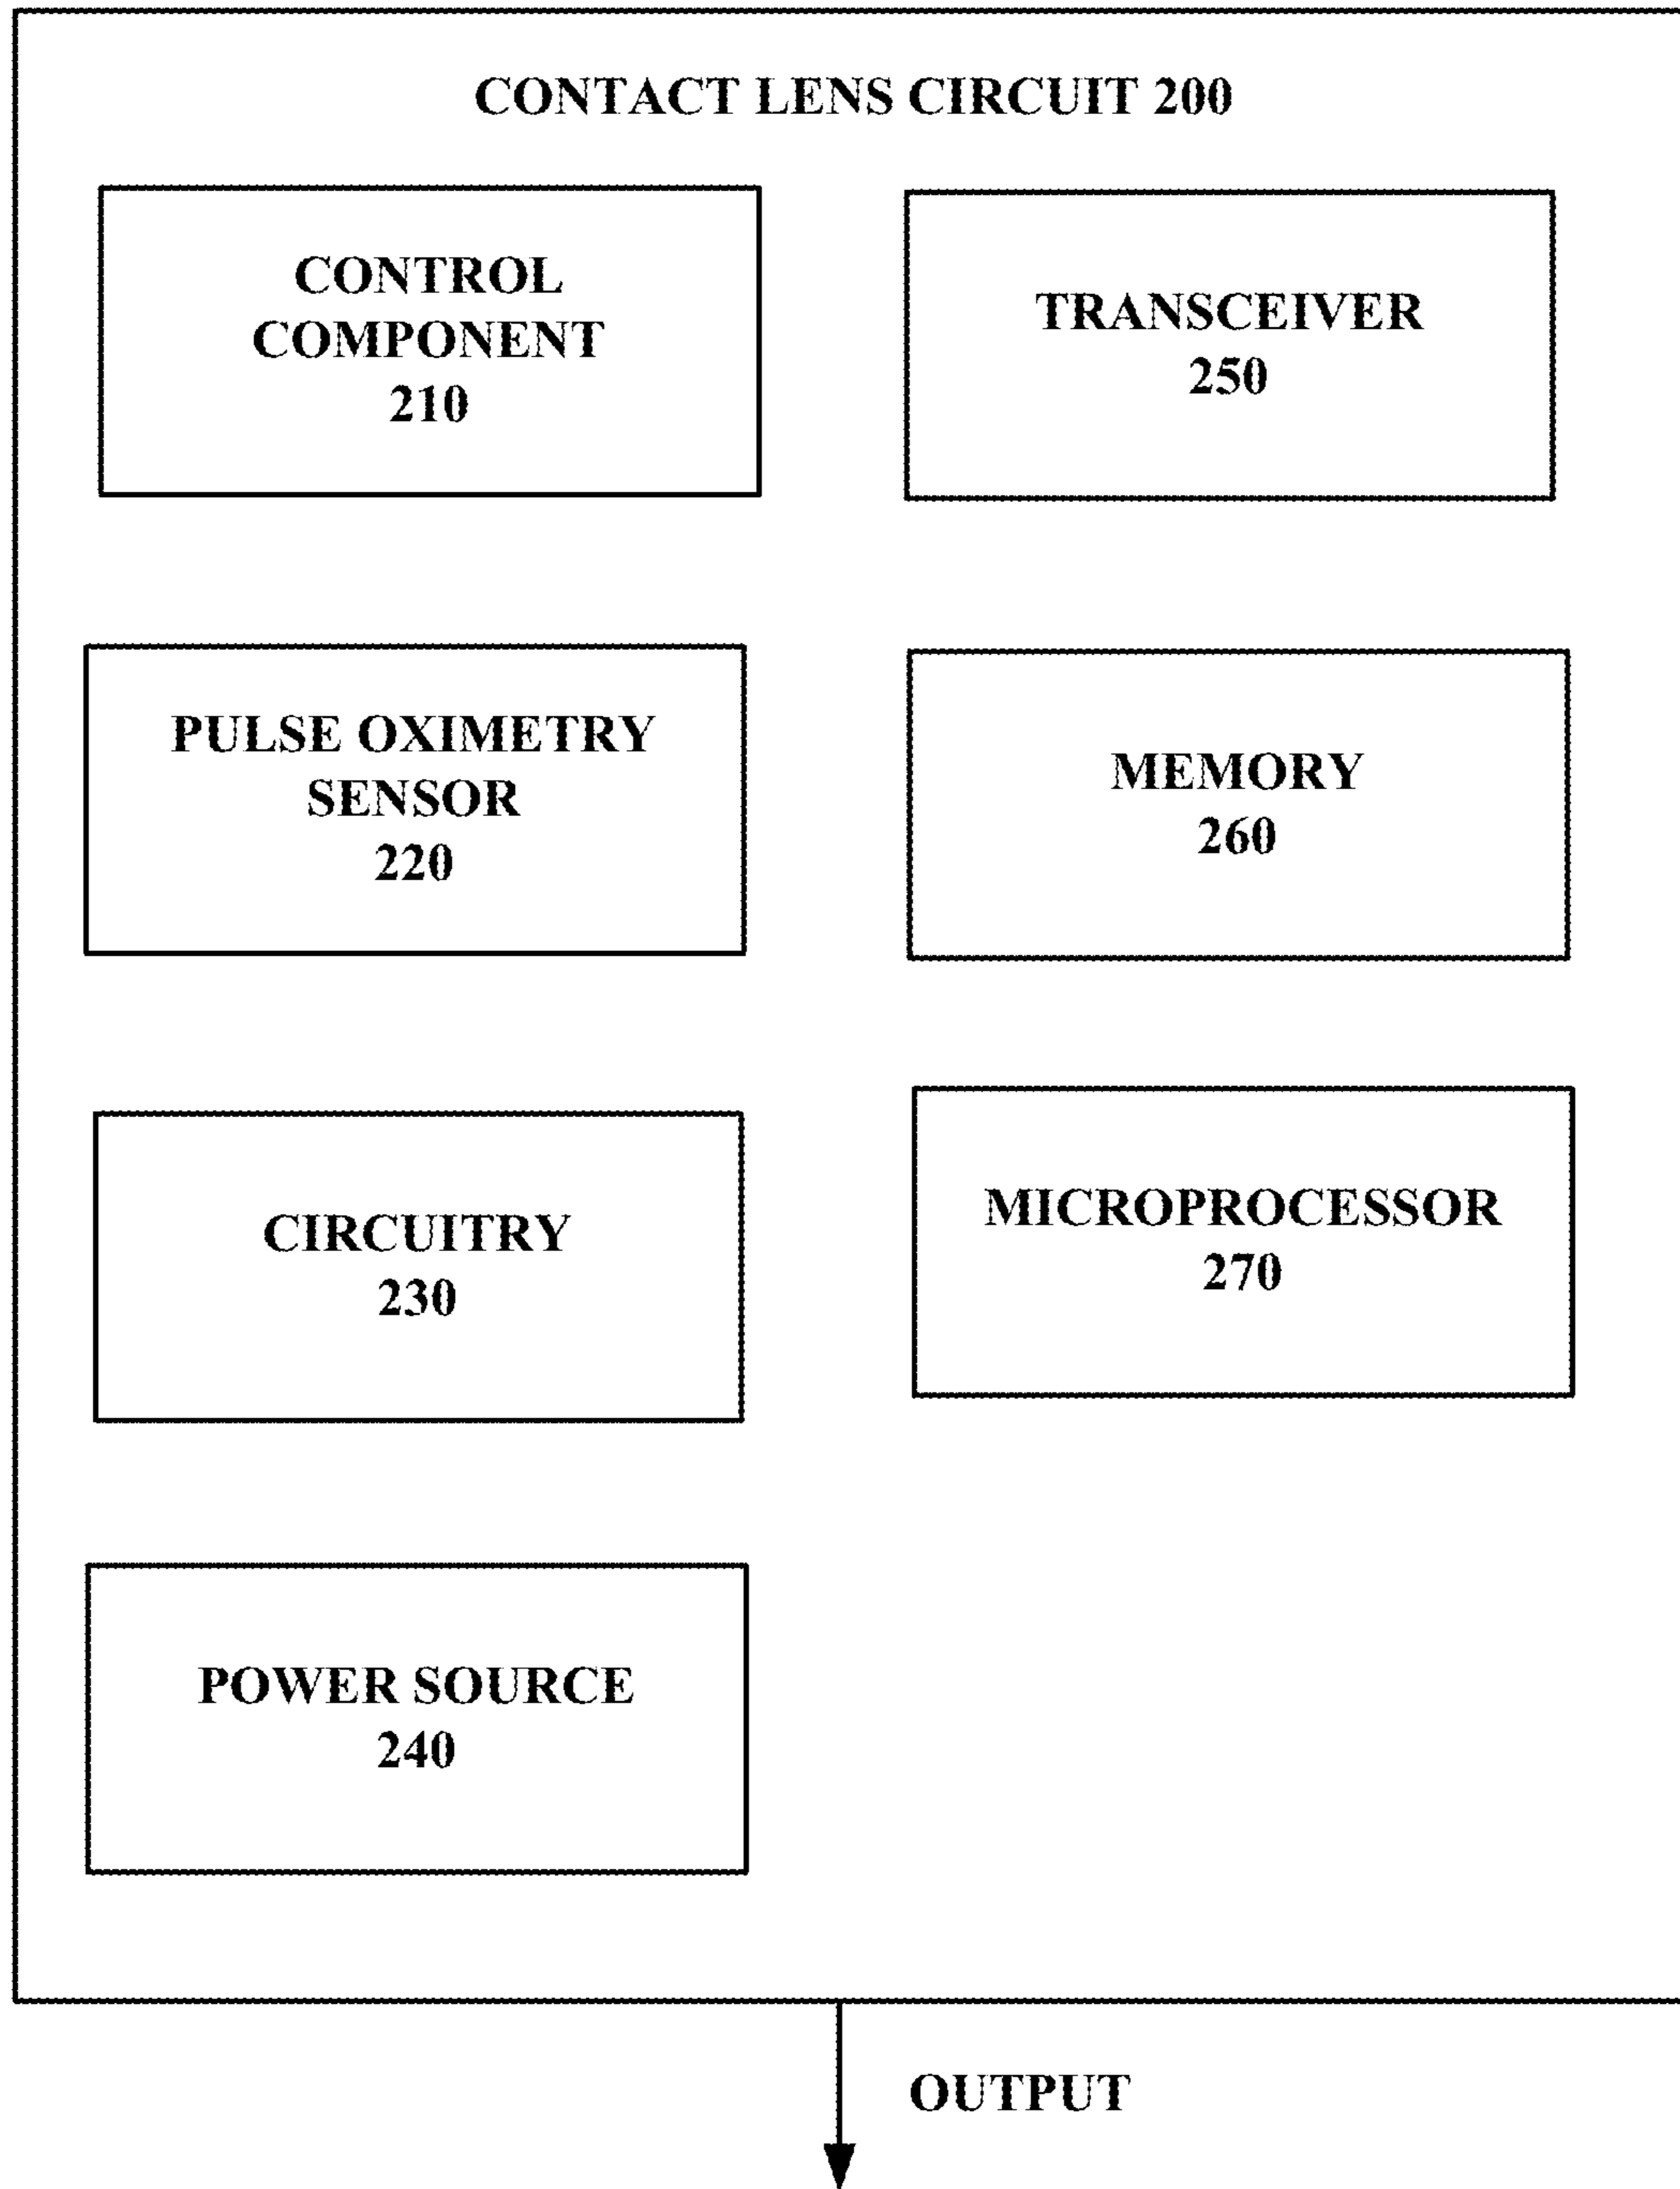 CONTACT LENS CIRCUIT 200
CONTROL
COMPONENT
210
TRANSCEIVER
250
PULSE OXIMETRY
SENSOR
220
MEMORY
260
CIRCUITRY
230
MICROPROCESSOR
270
POWER SOURCE
240
OUTPUT